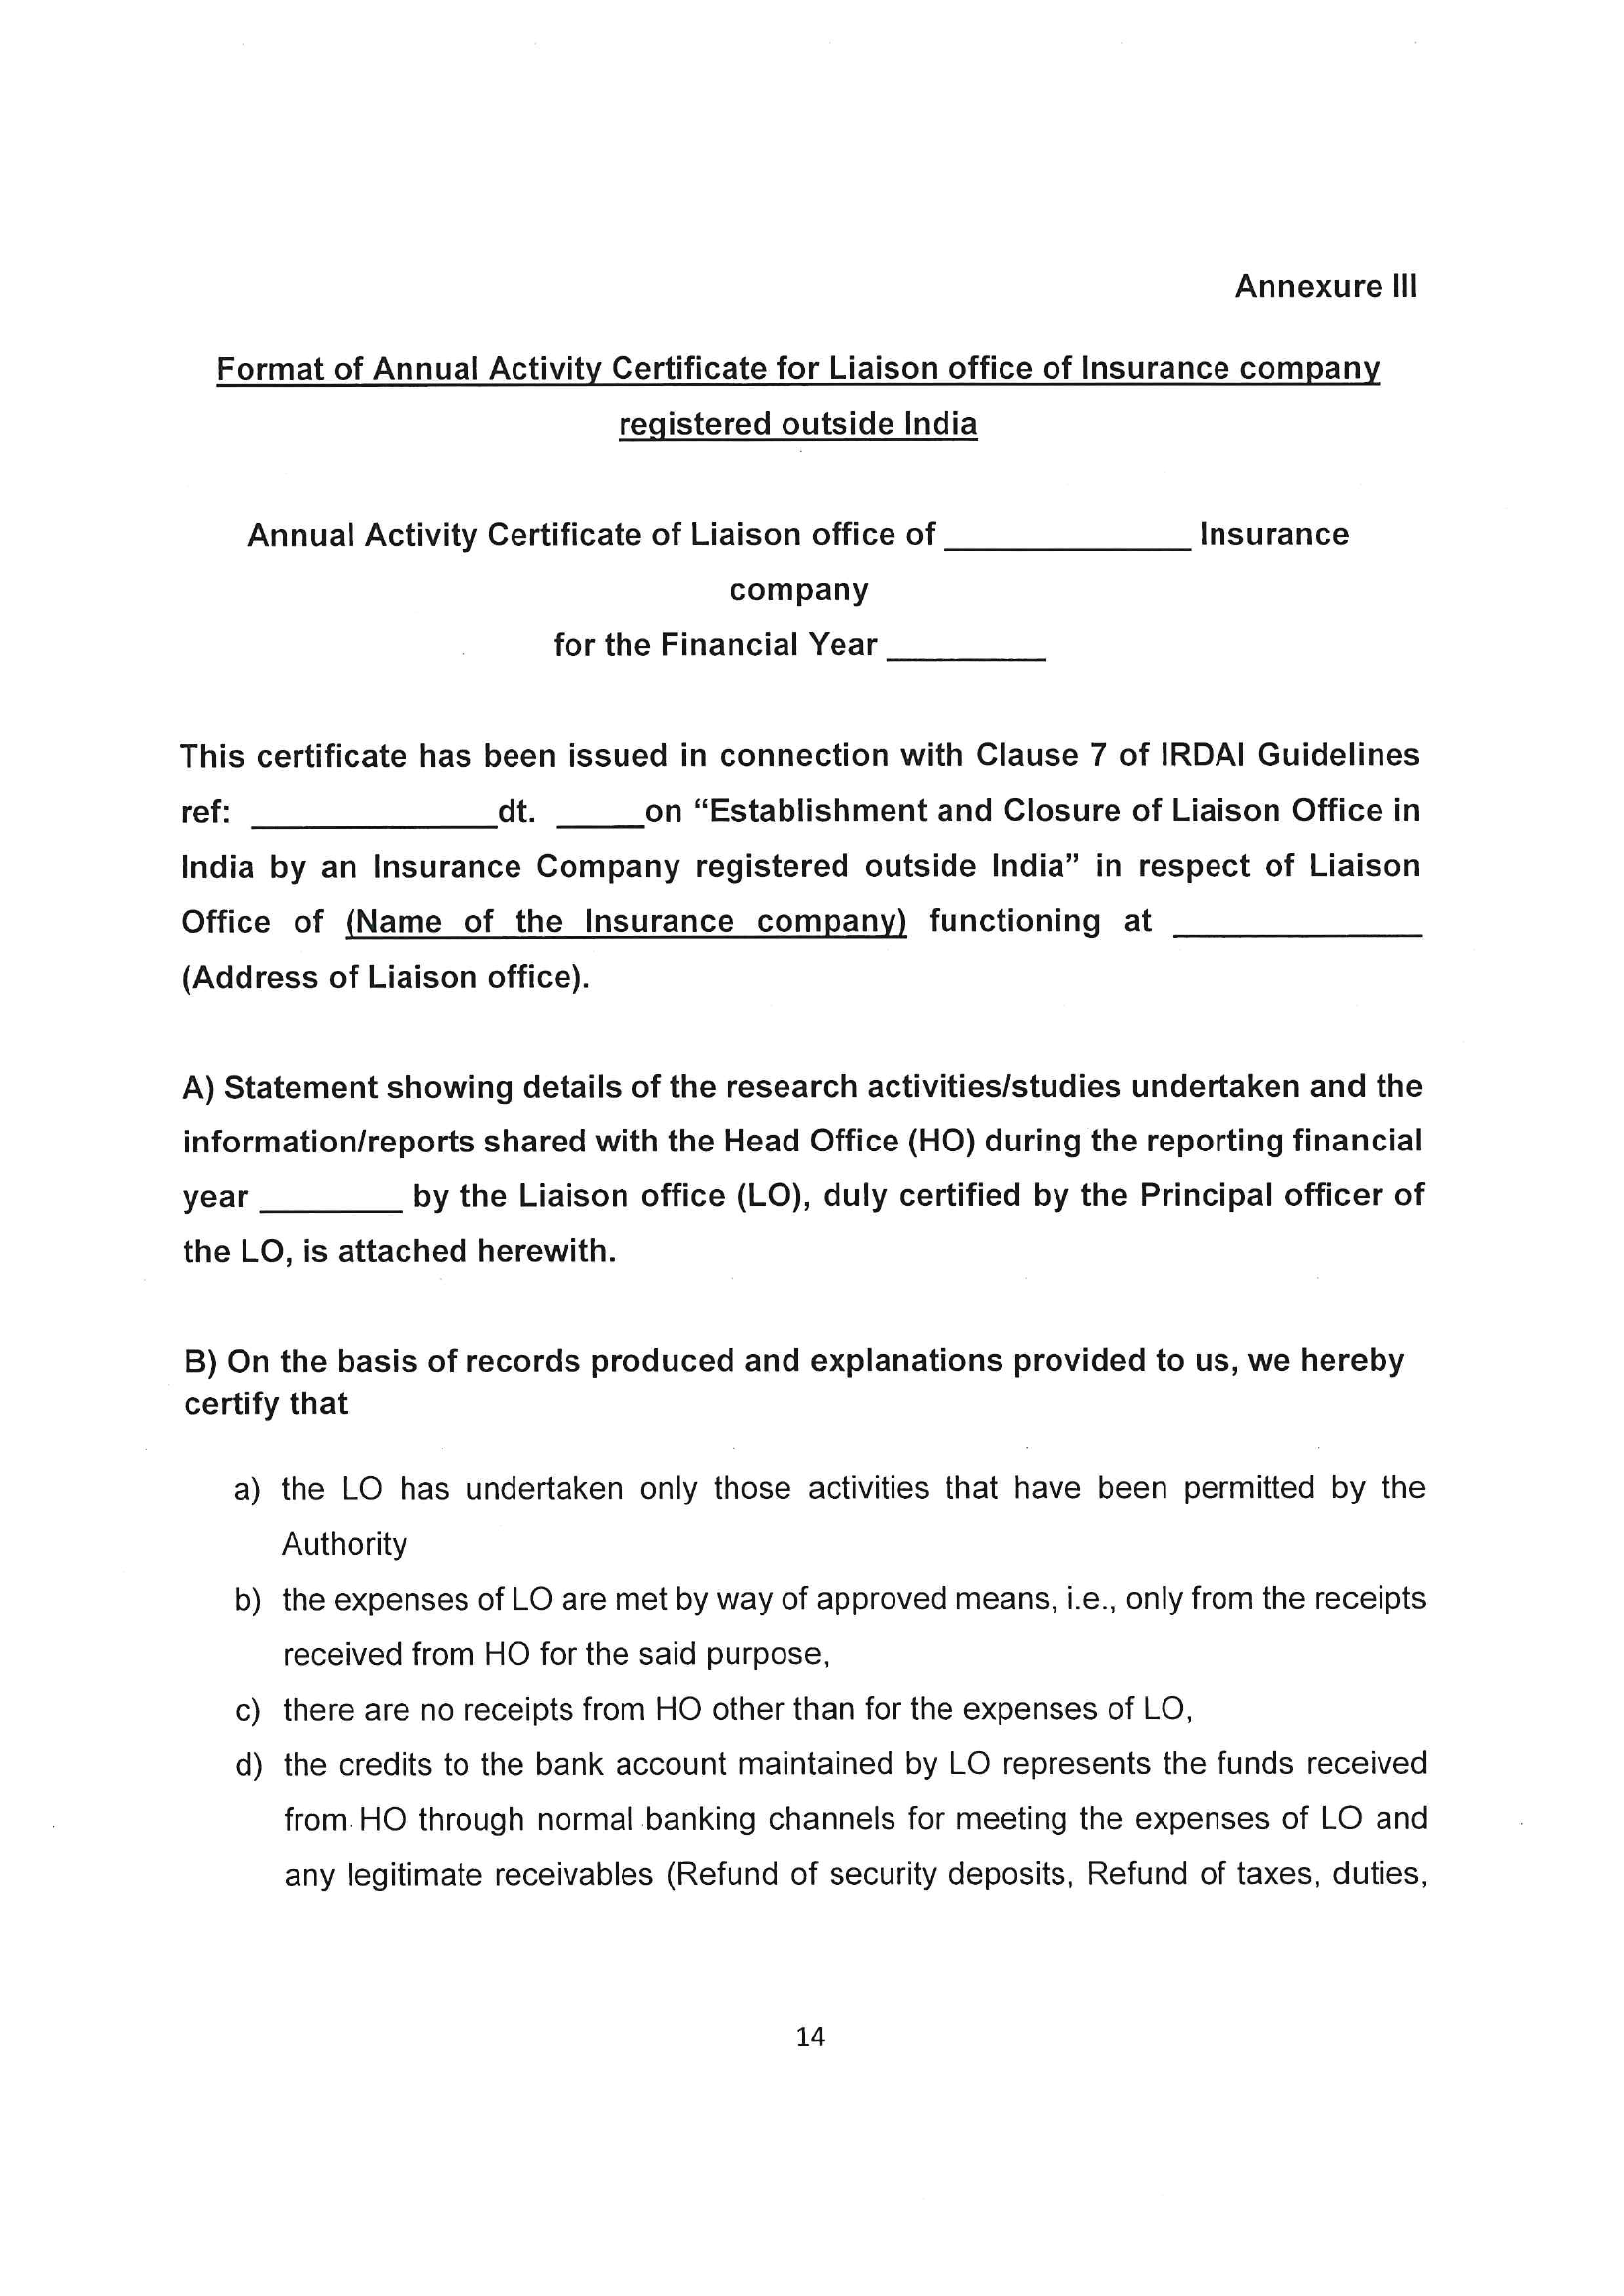 Annexure III
Format of Annual Activity Certificate for Liaison office of Insurance company
registered outside India
Annual Activity Certificate of Liaison office of ______________ Insurance
company
for the Financial Year _________
This certificate has been issued in connection with Clause 7 of IRDAI Guidelines
ref: ______________dt. _____on “Establishment and Closure of Liaison Office in
India by an Insurance Company registered outside India” in respect of Liaison
Office of (Name of the Insurance company) functioning at ______________
(Address of Liaison office).
A) Statement showing details of the research activities/studies undertaken and the
information/reports shared with the Head Office (HO) during the reporting financial
year ________ by the Liaison office (LO), duly certified by the Principal officer of
the LO, is attached herewith.
B) On the basis of records produced and explanations provided to us, we hereby
certify that
a) the LO has undertaken only those activities that have been permitted by the
Authority
b) the expenses of LO are met by way of approved means, i.e., only from the receipts
received from HO for the said purpose,
c) there are no receipts from HO other than for the expenses of LO,
d) the credits to the bank account maintained by LO represents the funds received
from HO through normal banking channels for meeting the expenses of LO and
any legitimate receivables (Refund of security deposits, Refund of taxes, duties,
14